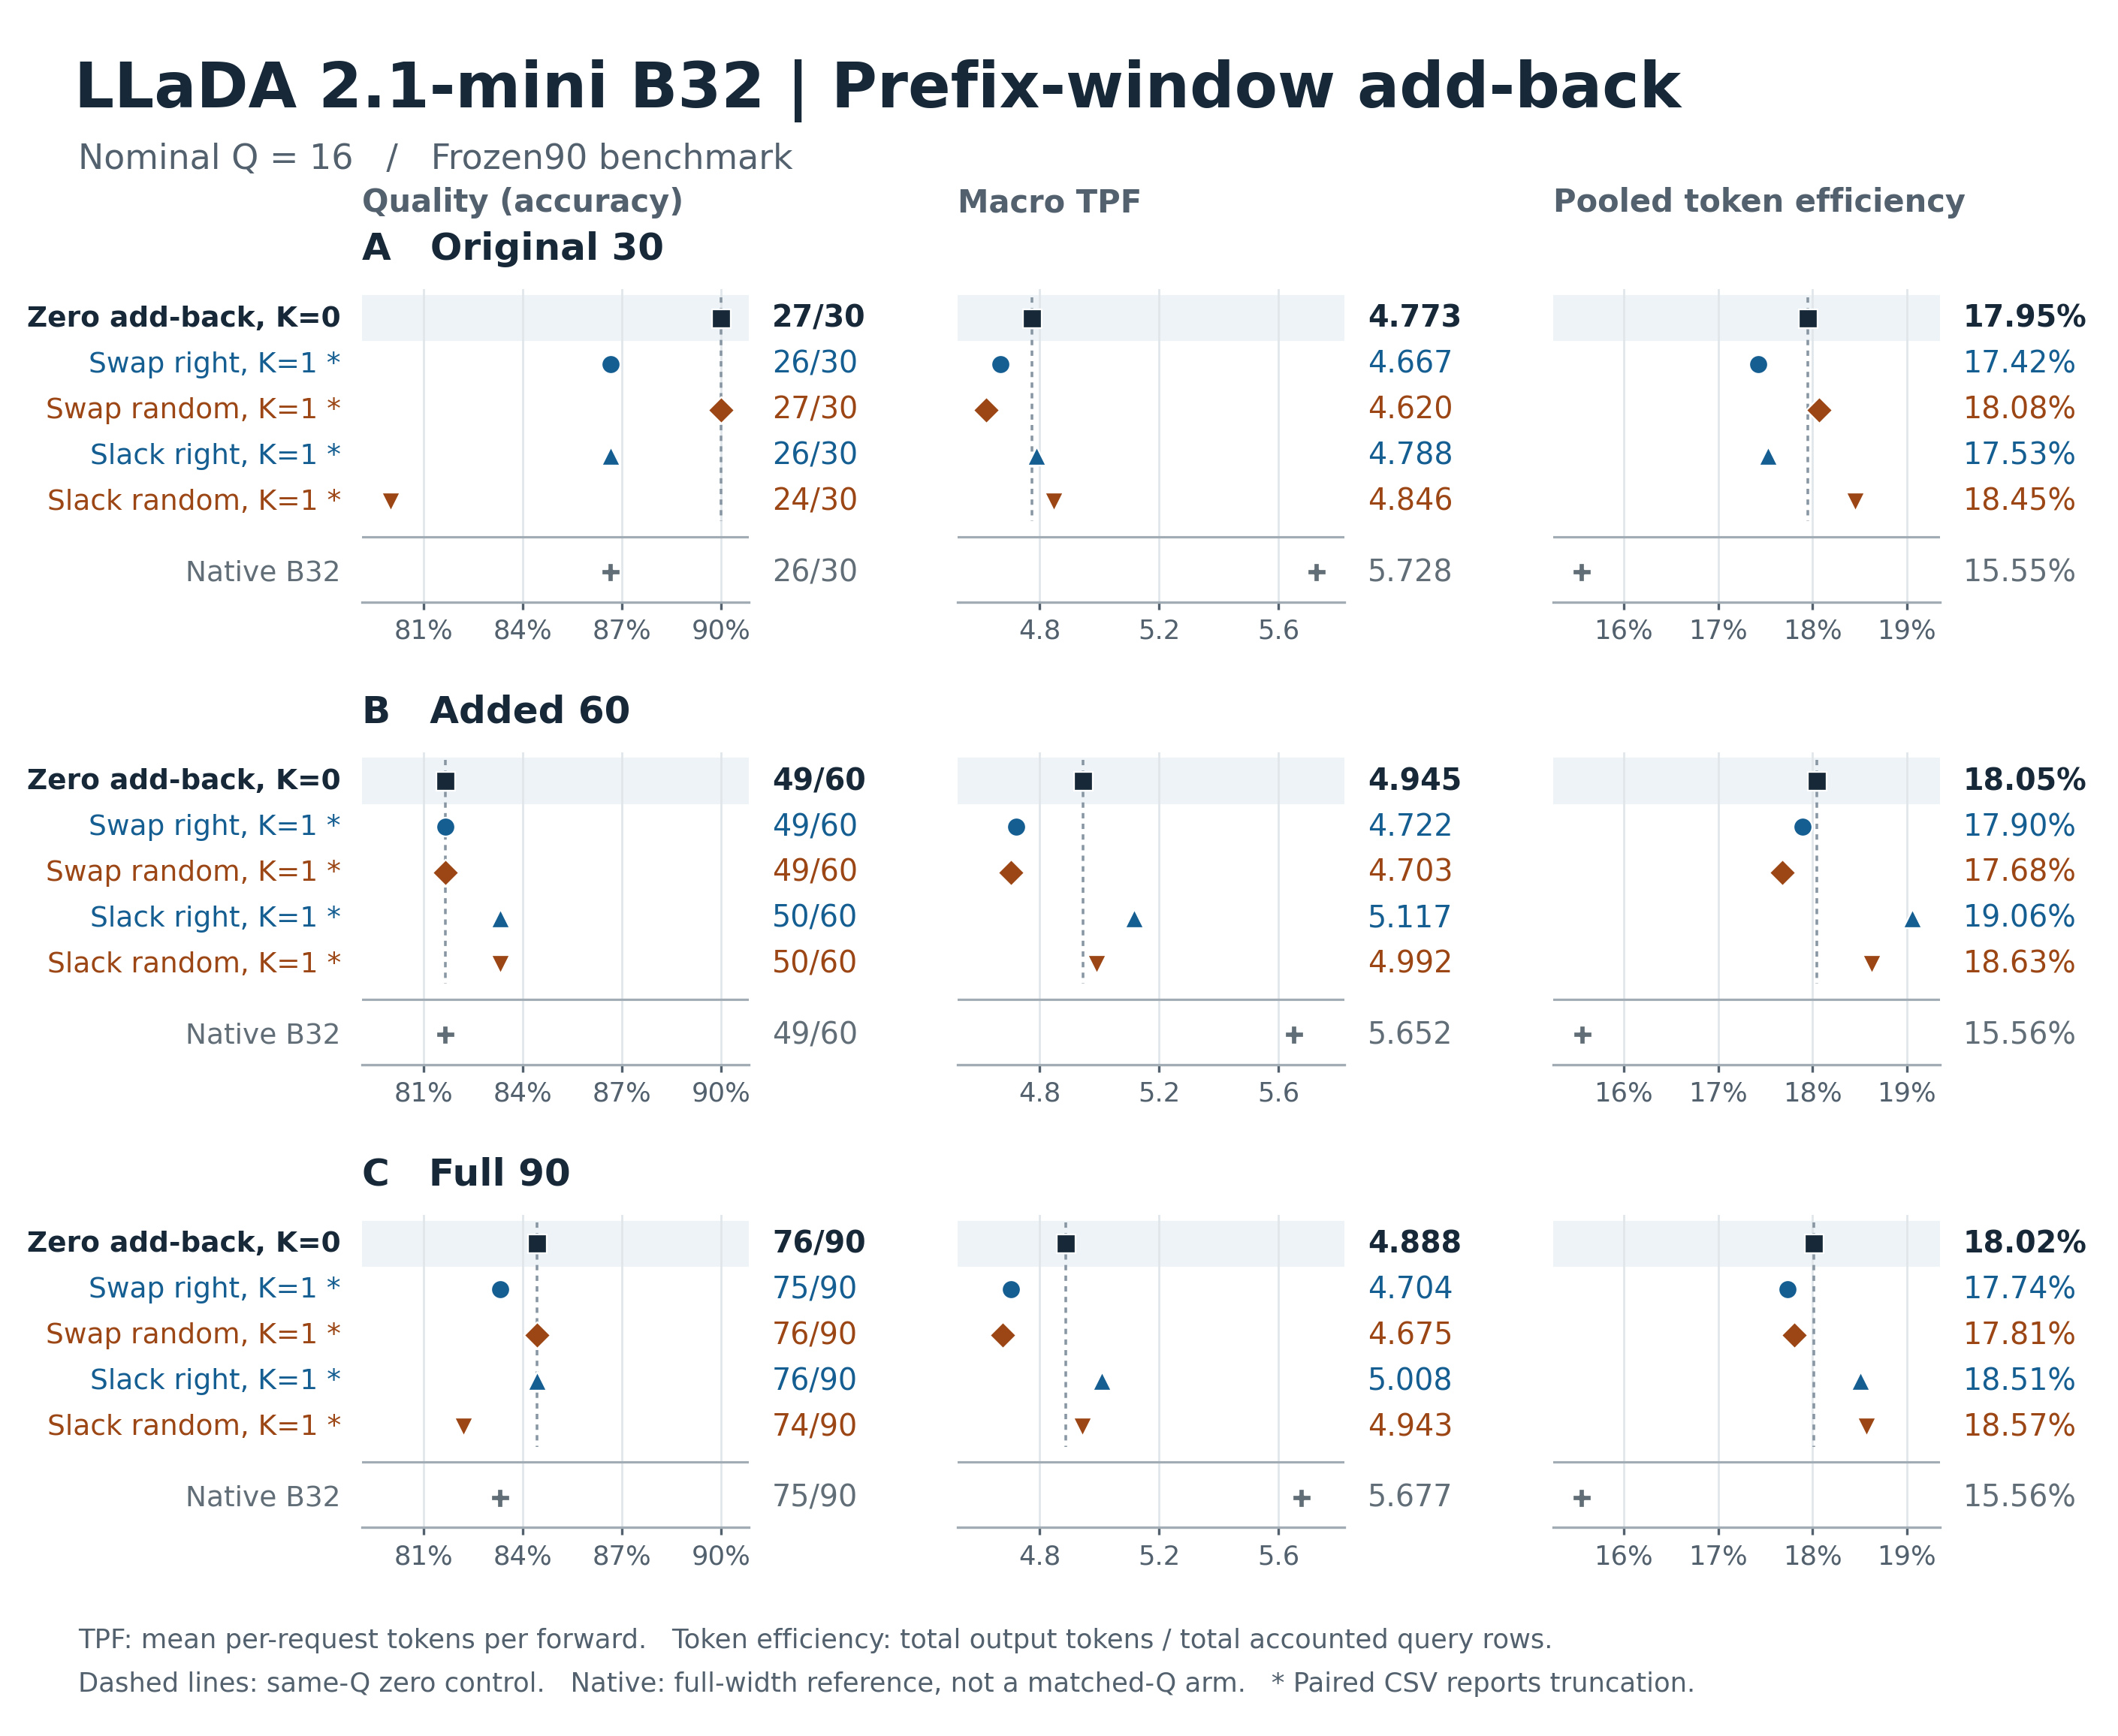 LLaDA 2.1-mini B32 | Prefix-window add-back
Nominal Q = 16 / Frozen90 benchmark
Quality (accuracy) Macro TPF Pooled token efficiency
A Original 30
Zero add-back, K=0 27/30 4.773 17.95%
Swap right, K=1 * 26/30 4.667 17.42%
Swap random, K=1 * 27/30 4.620 18.08%
Slack right, K=1 * 26/30 4.788 17.53%
Slack random, K=1 * 24/30 4.846 18.45%
Native B32 26/30 5.728 15.55%
81% 84% 87% 90% 4.8 5.2 5.6 16% 17% 18% 19%
B Added 60
Zero add-back, K=0 49/60 4.945 18.05%
Swap right, K=1 * 49/60 4.722 17.90%
Swap random, K=1 * 49/60 4.703 17.68%
Slack right, K=1 * 50/60 5.117 19.06%
Slack random, K=1 * 50/60 4.992 18.63%
Native B32 49/60 5.652 15.56%
81% 84% 87% 90% 4.8 5.2 5.6 16% 17% 18% 19%
C Full 90
Zero add-back, K=0 76/90 4.888 18.02%
Swap right, K=1 * 75/90 4.704 17.74%
Swap random, K=1 * 76/90 4.675 17.81%
Slack right, K=1 * 76/90 5.008 18.51%
Slack random, K=1 * 74/90 4.943 18.57%
Native B32 75/90 5.677 15.56%
81% 84% 87% 90% 4.8 5.2 5.6 16% 17% 18% 19%
TPF: mean per-request tokens per forward. Token efficiency: total output tokens / total accounted query rows.
Dashed lines: same-Q zero control. Native: full-width reference, not a matched-Q arm. * Paired CSV reports truncation.